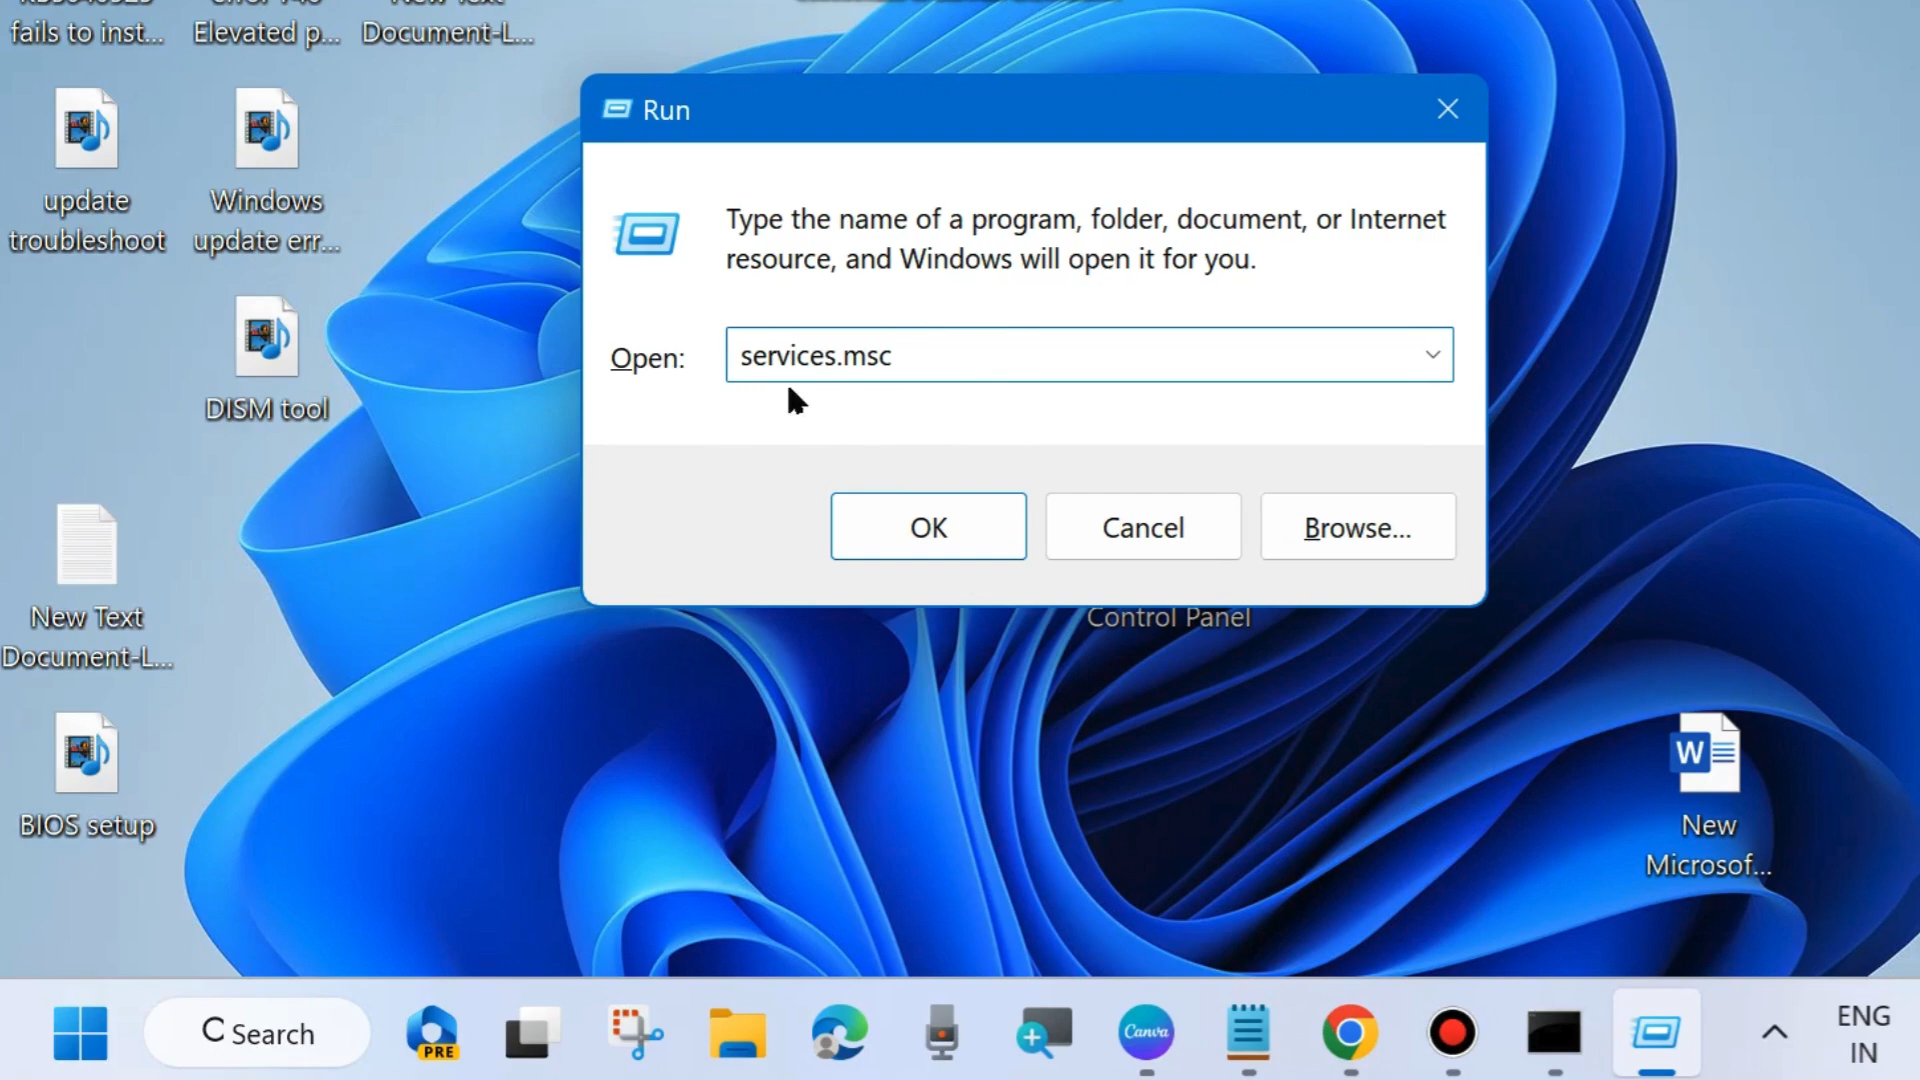 fails to inst...
Elevated p...
Document-L...
update
troubleshoot
Windows
update err...
DISM tool
New Text
Document-L...
BIOS setup
Run
Type the name of a program, folder, document, or Internet
resource, and Windows will open it for you.
Open:
services.msc
OK
Cancel
Browse...
Control Panel
W
New
Microsof...
Search
PRE
Canva
ENG
IN